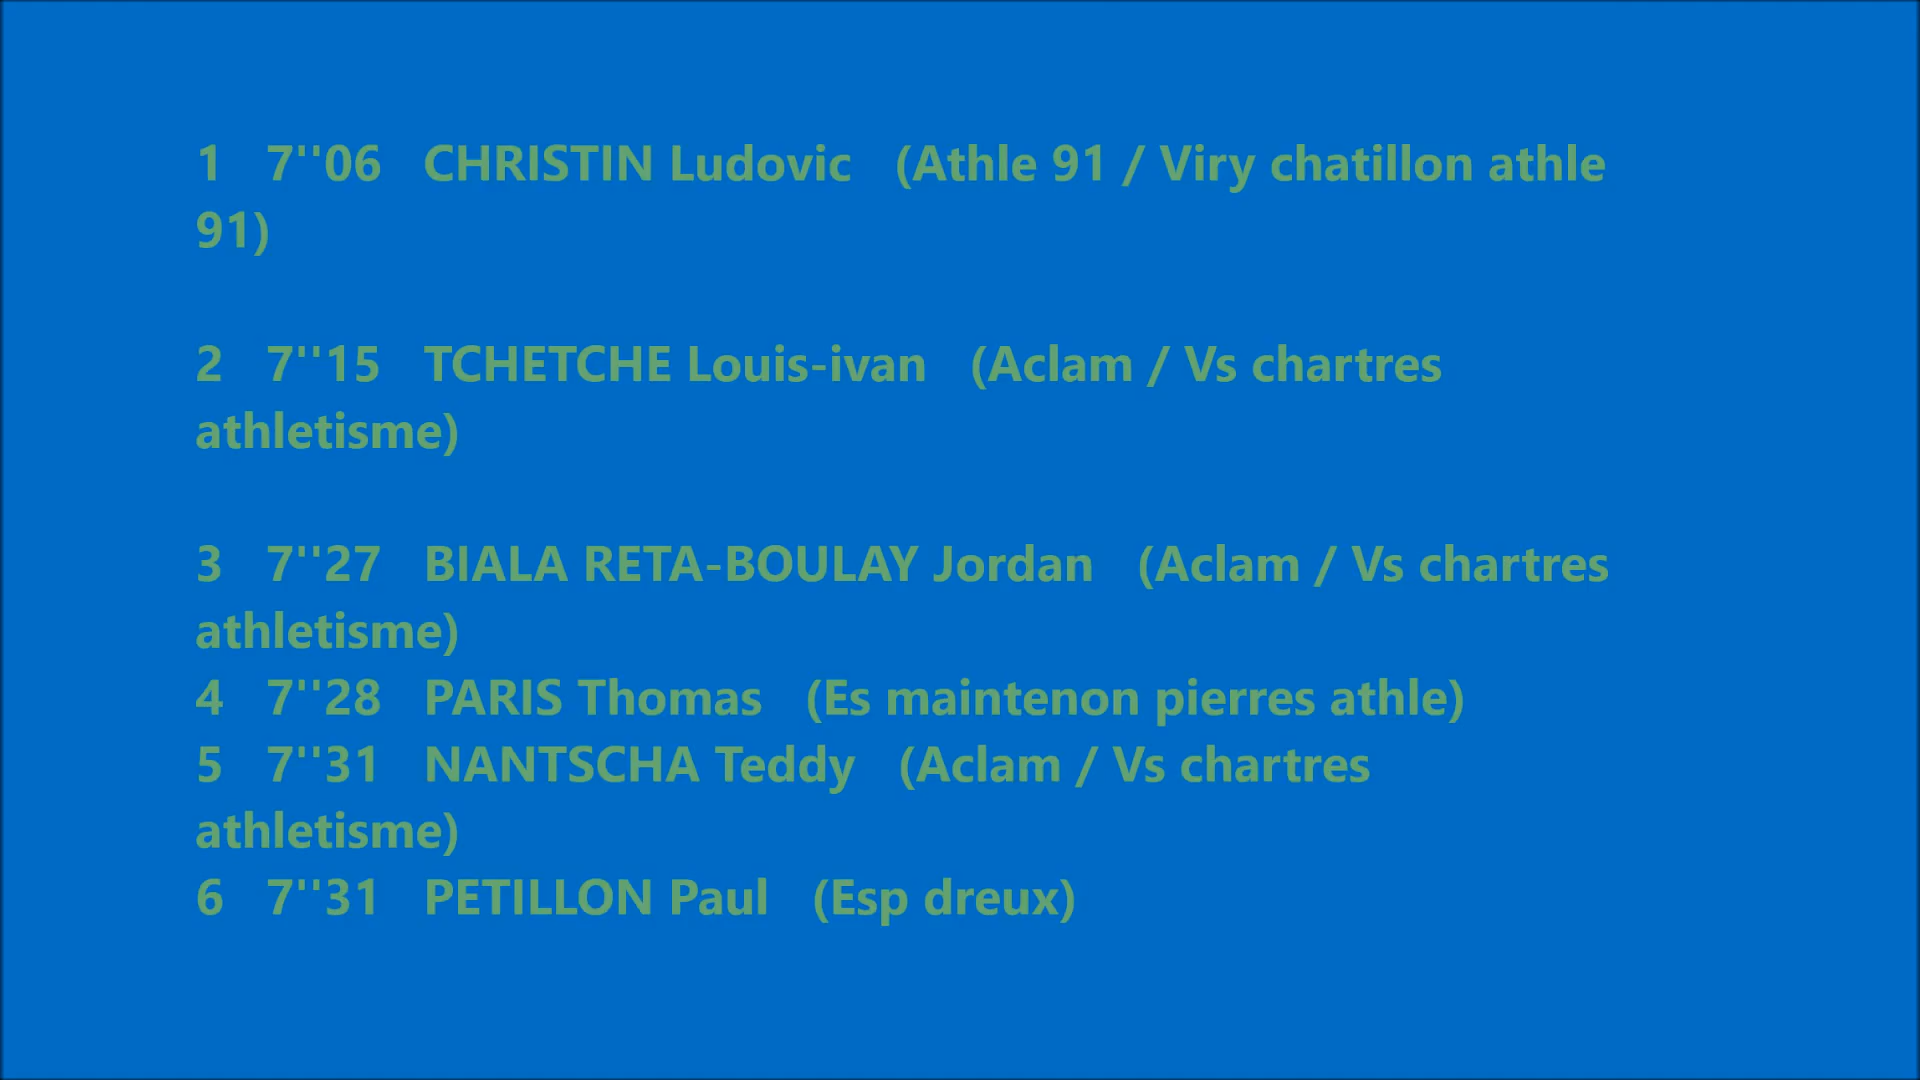 1 7''06 CHRISTIN Ludovic (Athle 91 / Viry chatillon athle
91)
2 7''15 TCHETCHE Louis-ivan (Aclam / Vs chartres
athletisme)
3 7''27 BIALA RETA-BOULAY Jordan (Aclam / Vs chartres
athletisme)
4 7''28 PARIS Thomas (Es maintenon pierres athle)
5 7''31 NANTSCHA Teddy (Aclam / Vs chartres
athletisme)
6 7''31 PETILLON Paul (Esp dreux)